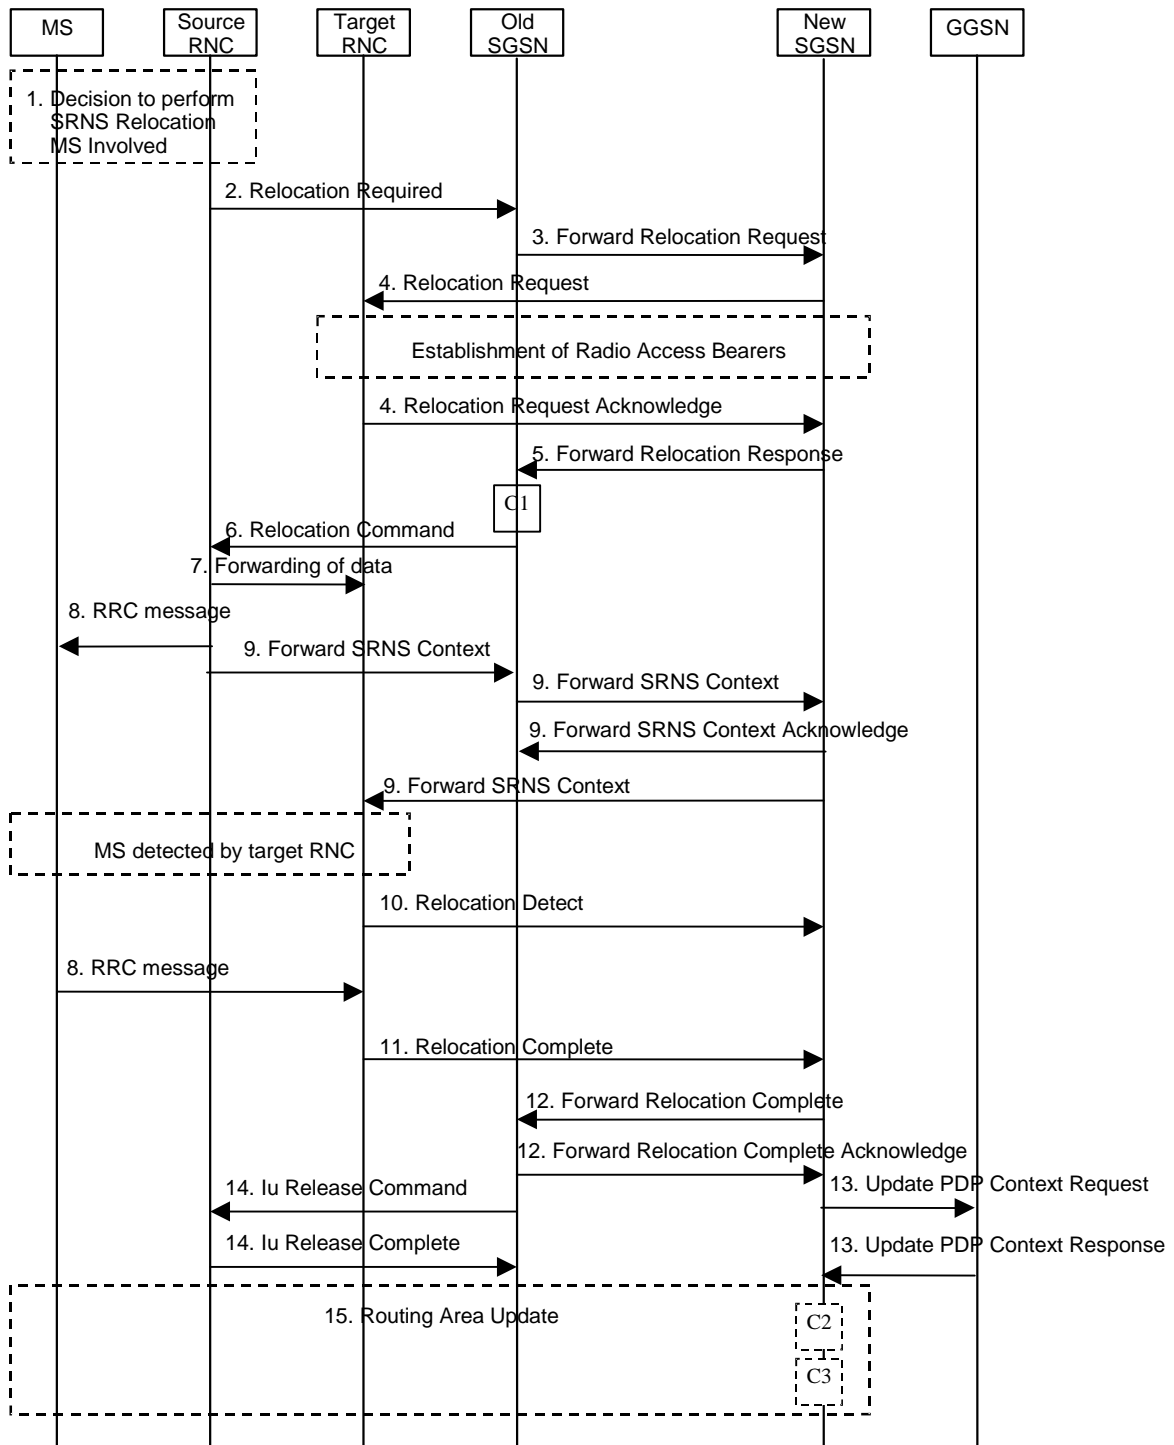 MS
Source
RNC
Target
RNC
Old
SGSN
New
SGSN
GGSN
1. Decision to perform
SRNS Relocation
MS Involved
2. Relocation Required
3. Forward Relocation Request
4. Relocation Request
Establishment of Radio Access Bearers
4. Relocation Request Acknowledge
5. Forward Relocation Response
C1
6. Relocation Command
7. Forwarding of data
8. RRC message
9. Forward SRNS Context
9. Forward SRNS Context
9. Forward SRNS Context Acknowledge
9. Forward SRNS Context
MS detected by target RNC
10. Relocation Detect
8. RRC message
11. Relocation Complete
12. Forward Relocation Complete
12. Forward Relocation Complete Acknowledge
14. Iu Release Command
13. Update PDP Context Request
14. Iu Release Complete
13. Update PDP Context Response
15. Routing Area Update
C2
C3